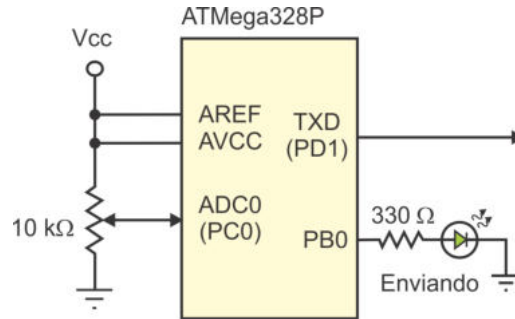 ATMega328P
Vcc
AREF
AVCC
TXD
(PD1)
10 kΩ
ADC0
(PC0)
PB0
330 Ω
Enviando